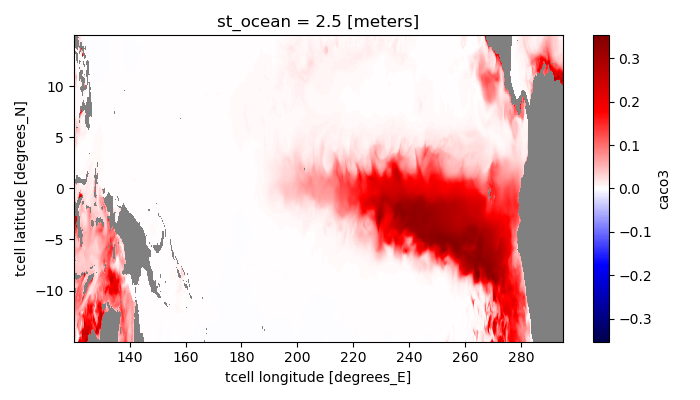 st_ocean = 2.5 [meters]
tcell latitude [degrees_N]
10
5
0
−5
−10
140 160 180 200 220 240 260 280
tcell longitude [degrees_E]
0.3
0.2
0.1
0.0
−0.1
−0.2
−0.3
caco3